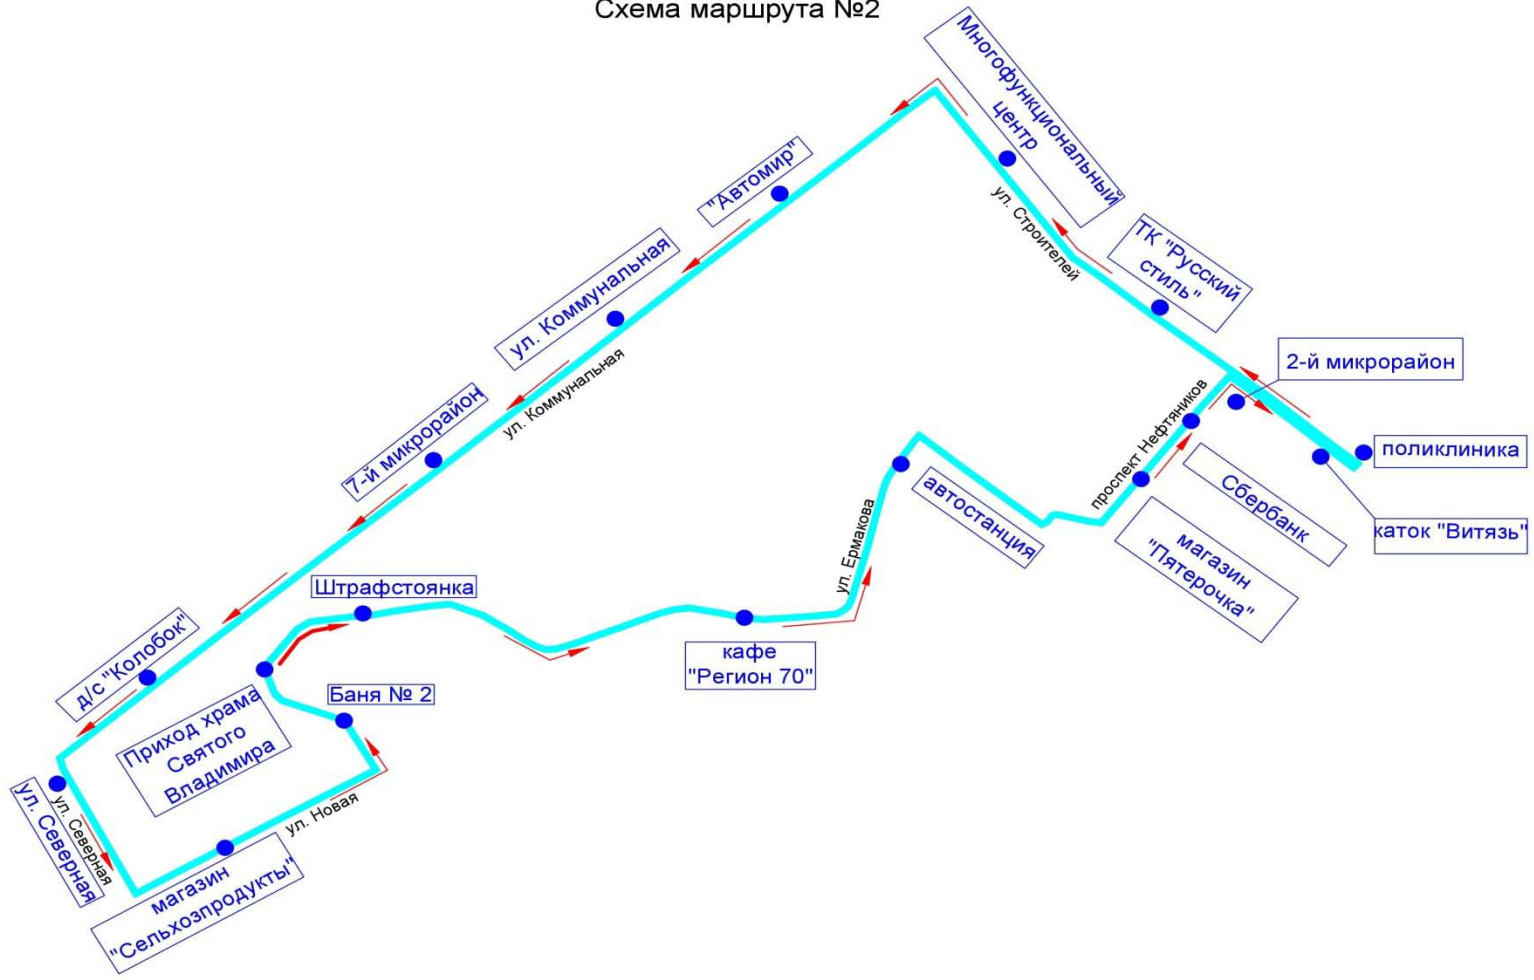 Схема маршрута №2
Многофункциональный
центр
"Автомир"
ул. Строителей
ТК "Русский
стиль"
ул. Коммунальная
ул. Коммунальная
2-й микрорайон
7-й микрорайон
проспект Нефтяников
поликлиника
Сбербанк
каток "Витязь"
автостанция
магазин
"Пятерочка"
ул. Ермакова
Штрафстоянка
д/с "Колобок"
кафе
"Регион 70"
Баня № 2
Приход храма
Святого
Владимира
ул. Северная
ул. Северная
ул. Новая
магазин
"Сельхозпродукты"